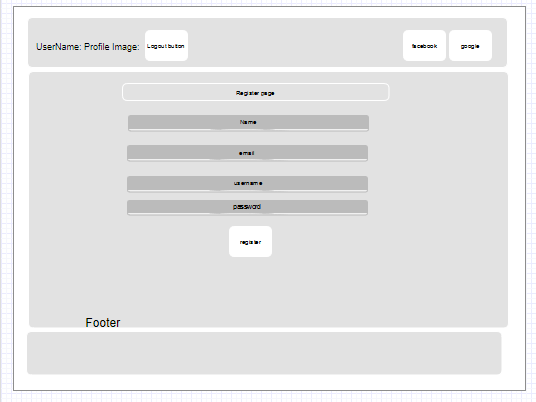 UserName: Profile Image: Logout button facebook google
Register page
Name
email
username
password
register
Footer